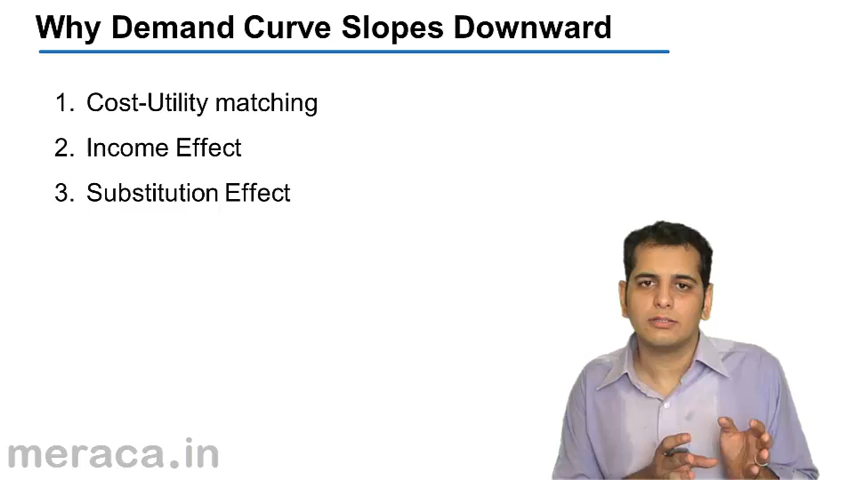 Why Demand Curve Slopes Downward
1. Cost-Utility matching
2. Income Effect
3. Substitution Effect
meraca.in